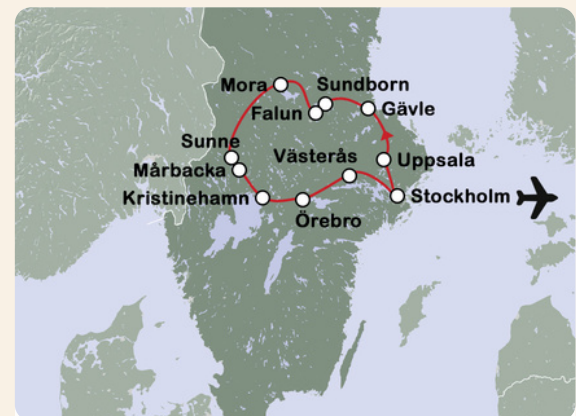 Mora
Sundborn
Falun
Gävle
Sunne
Västerås
Uppsala
Mårbacka
Kristinehamn
Stockholm
Örebro